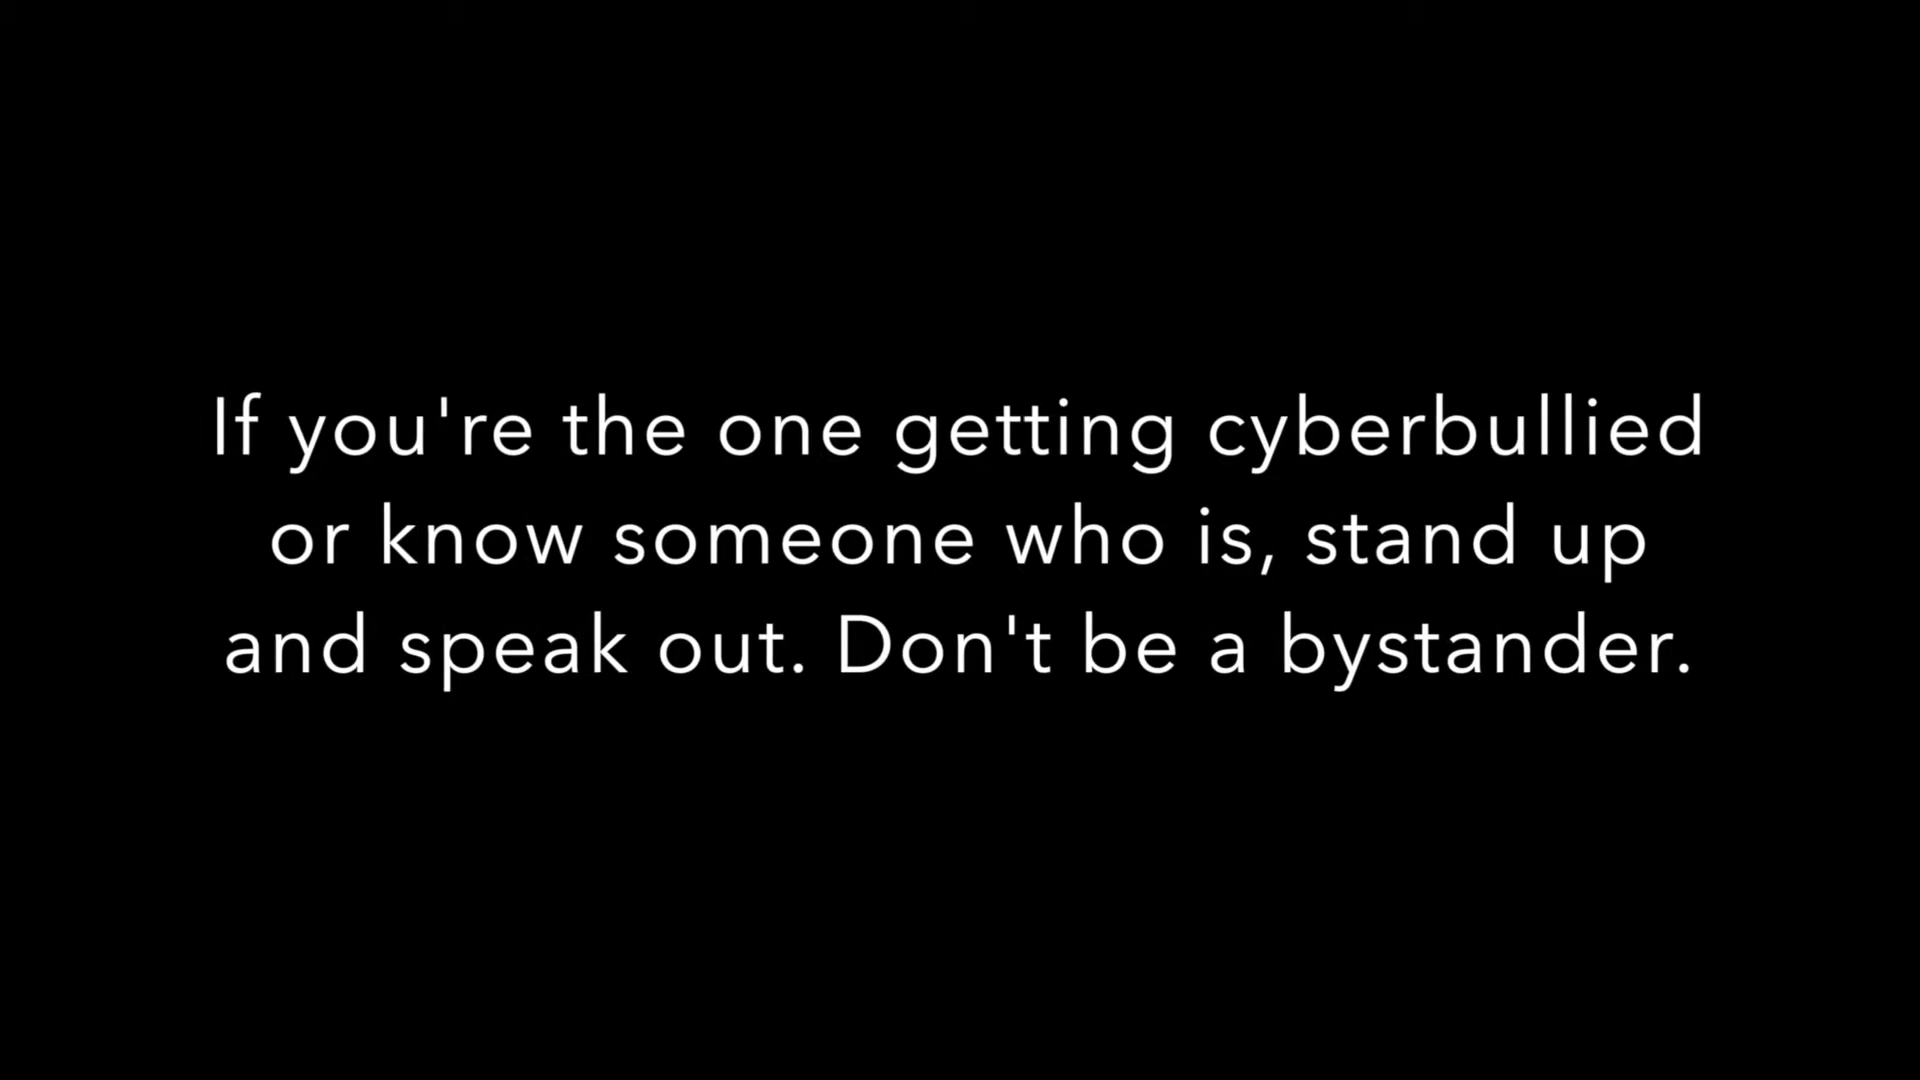 If you're the one getting cyberbullied
or know someone who is, stand up
and speak out. Don't be a bystander.